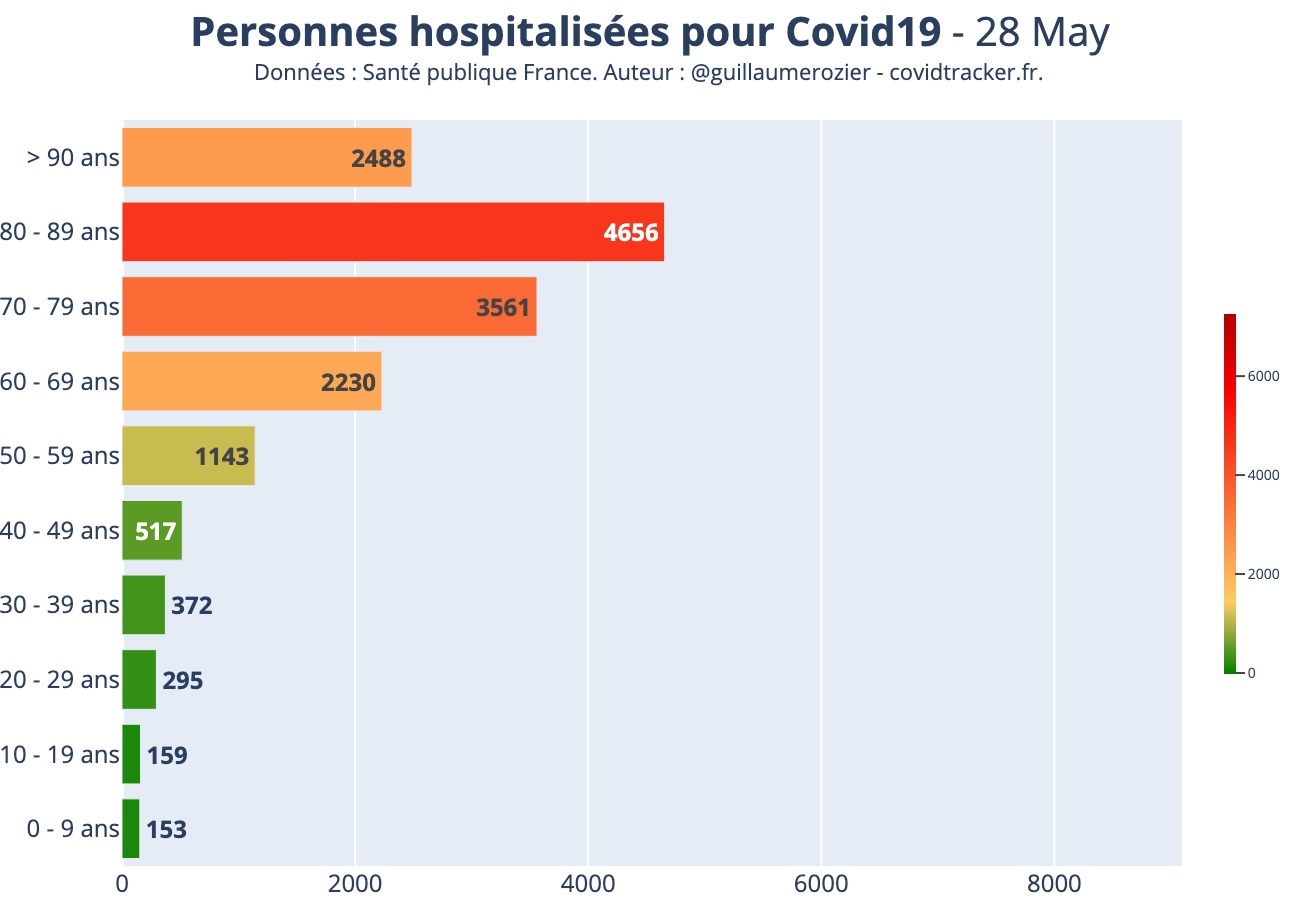 Personnes hospitalisées pour Covid19 - 28 May
Données : Santé publique France. Auteur : @guillaumerozier - covidtracker.fr.
> 90 ans 2488
80 - 89 ans 4656
70 - 79 ans 3561
60 - 69 ans 2230
50 - 59 ans 1143
40 - 49 ans 517
30 - 39 ans 372
20 - 29 ans 295
10 - 19 ans 159
0 - 9 ans 153
0 2000 4000 6000 8000
6000
4000
2000
0